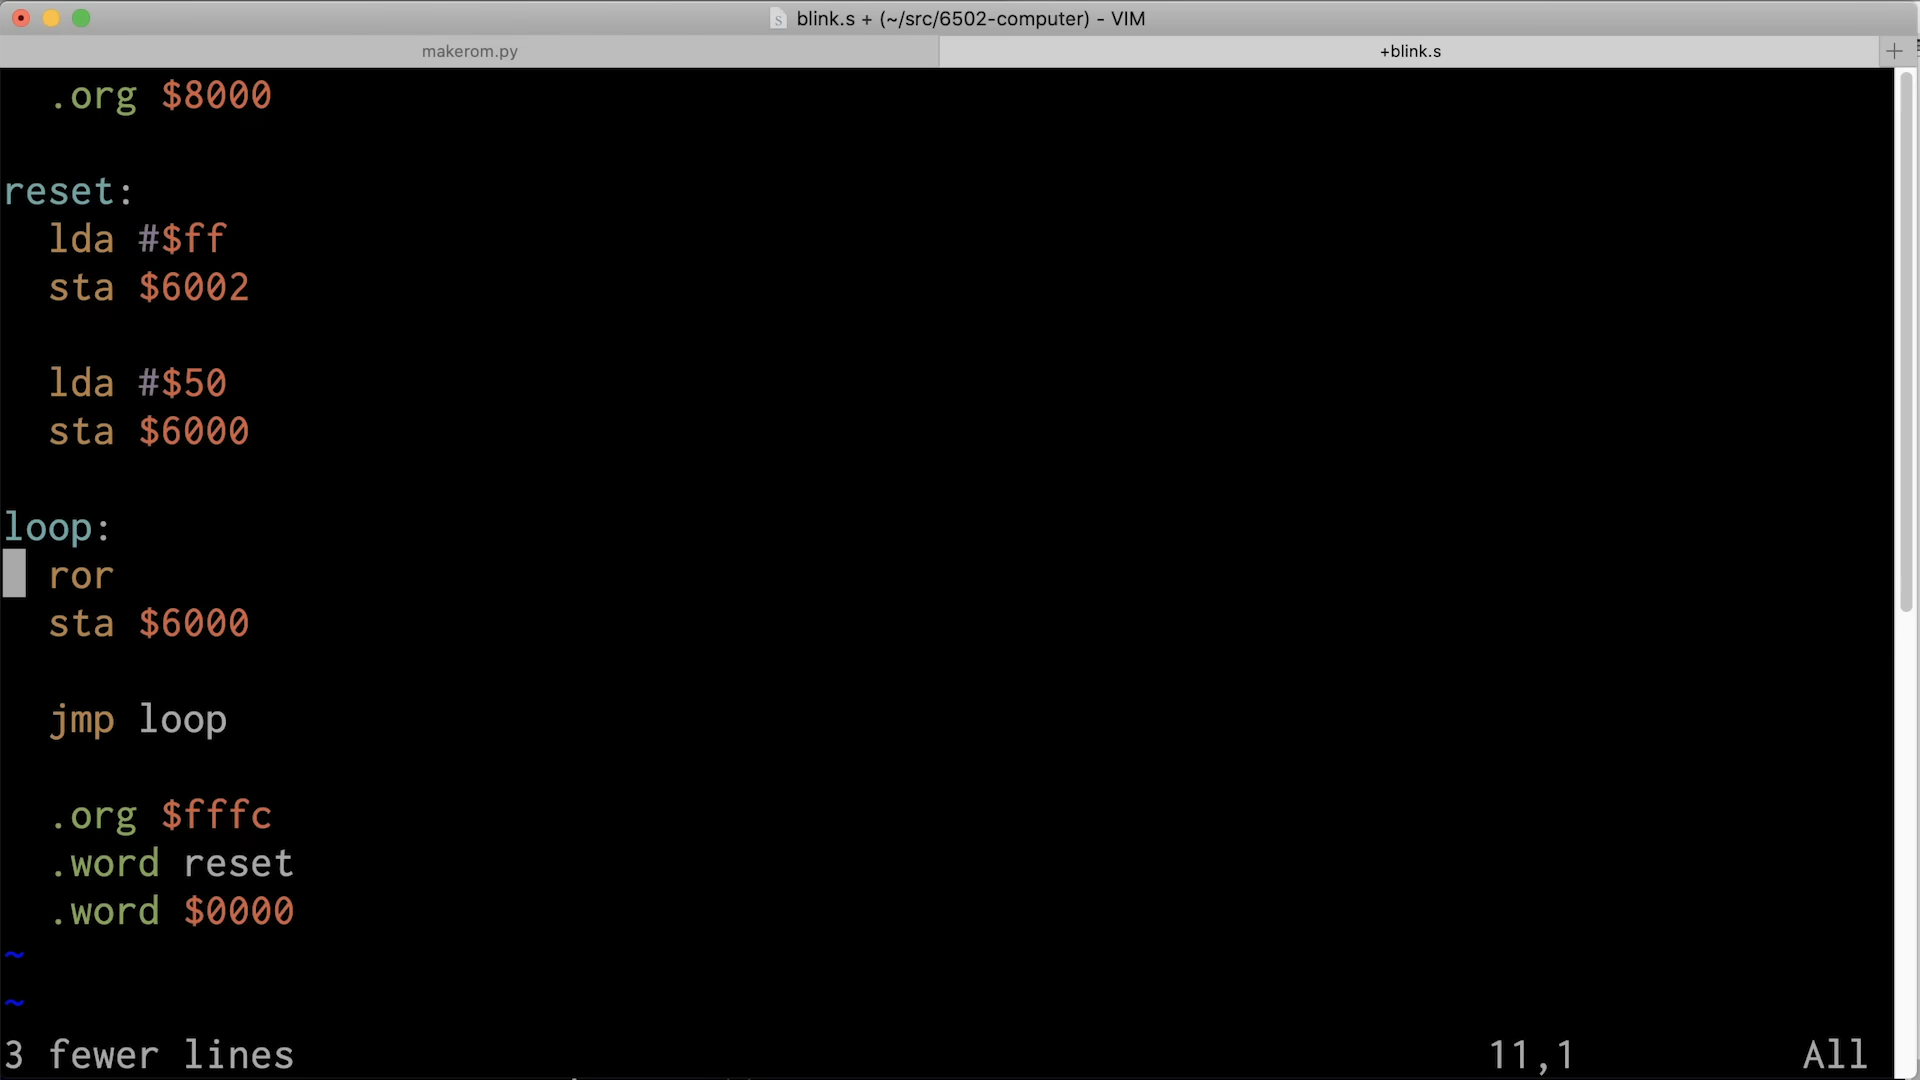 blink.s + (~/src/6502-computer) - VIM
makerom.py
+blink.s
.org $8000
reset:
lda #$ff
sta $6002
lda #$50
sta $6000
loop:
ror
sta $6000
jmp loop
.org $fffc
.word reset
.word $0000
~
~
3 fewer lines 11,1 All